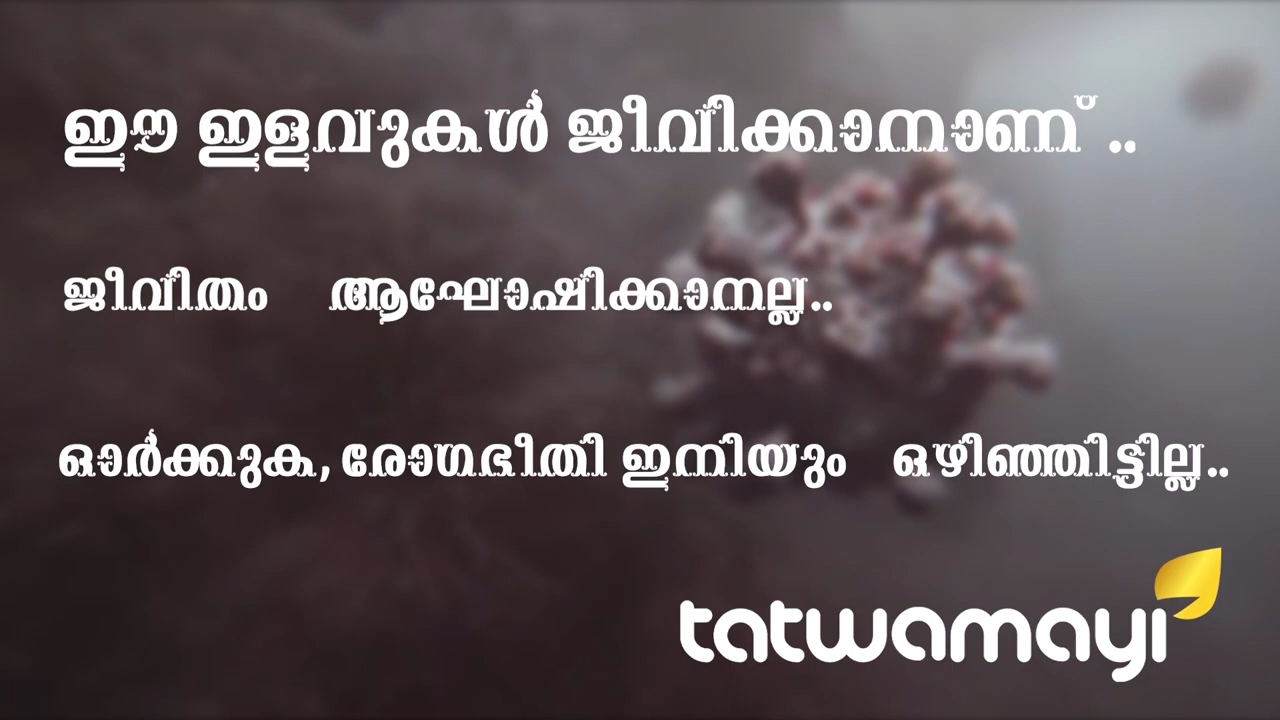 ഈ ഇളവുകൾ ജീവിക്കാനാണ് ..
ജീവിതം ആഘോഷിക്കാനല്ല..
ഓർക്കുക, രോഗഭീതി ഇനിയും ഒഴിഞ്ഞിട്ടില്ല..
tatwamayi